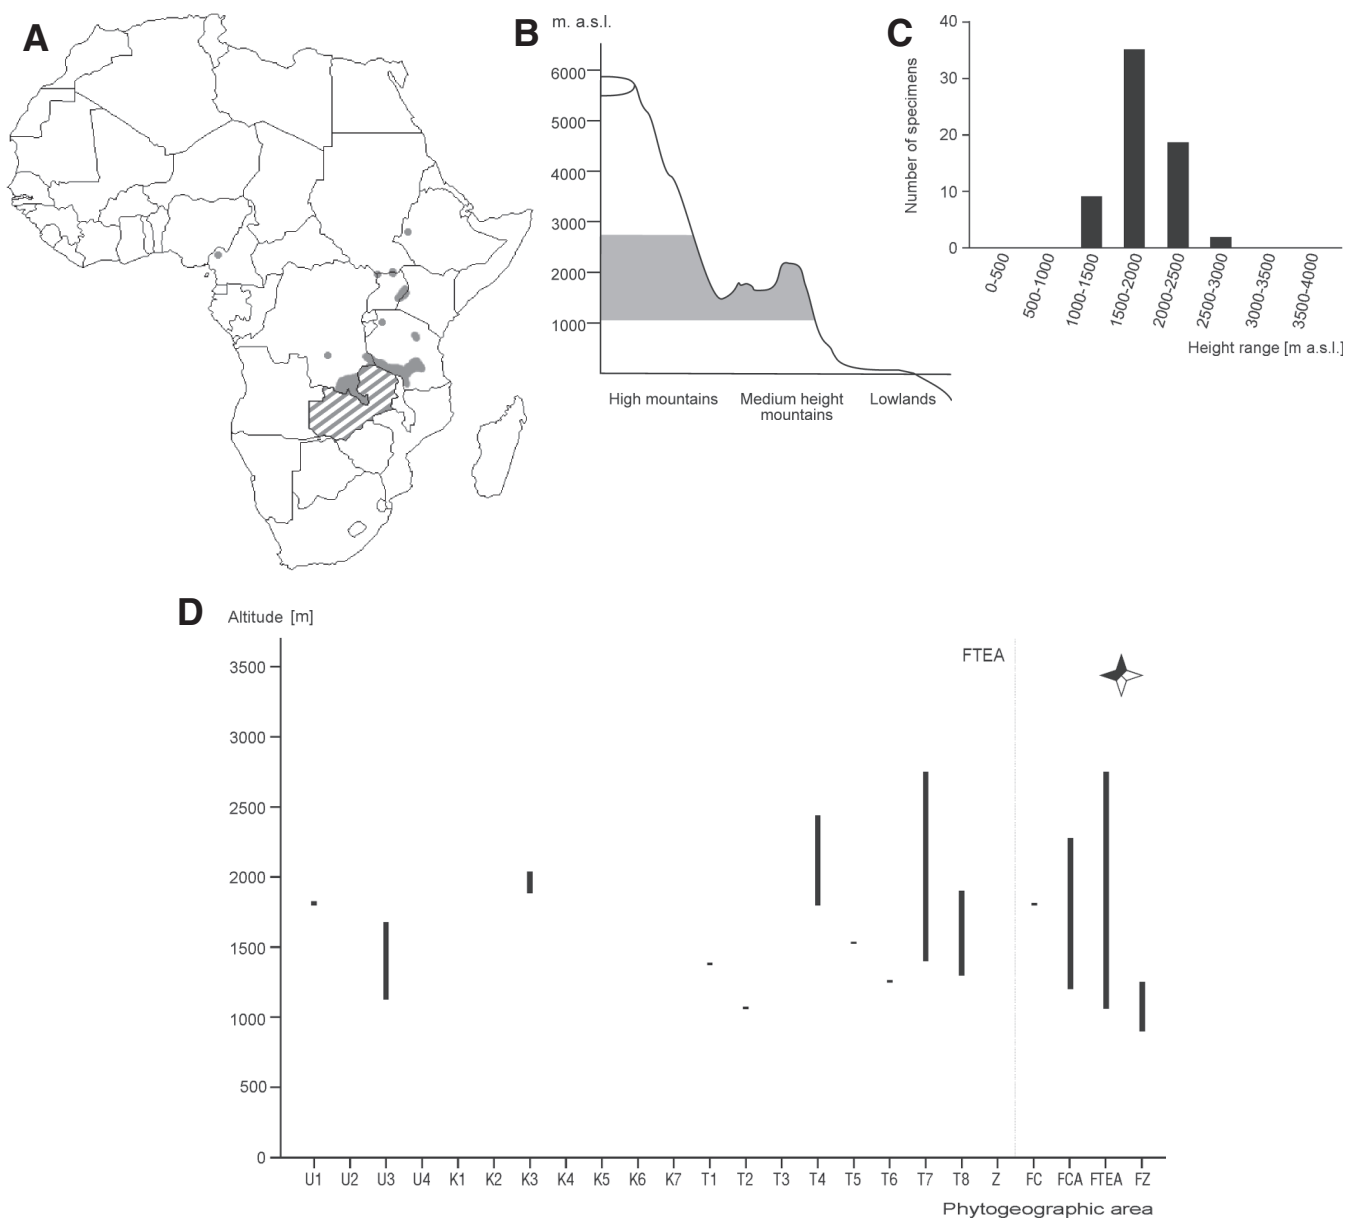 A
B
m. a.s.l.
6000
5000
4000
3000
2000
1000
High mountains
Medium height
mountains
Lowlands
C
Number of specimens
40
30
20
10
0
0-500
500-1000
1000-1500
1500-2000
2000-2500
2500-3000
3000-3500
3500-4000
Height range [m a.s.l.]
D
Altitude [m]
FTEA
3500
3000
2500
2000
1500
1000
500
0
U1 U2 U3 U4 K1 K2 K3 K4 K5 K6 K7 T1 T2 T3 T4 T5 T6 T7 T8 Z FC FCA FTEA FZ
Phytogeographic area